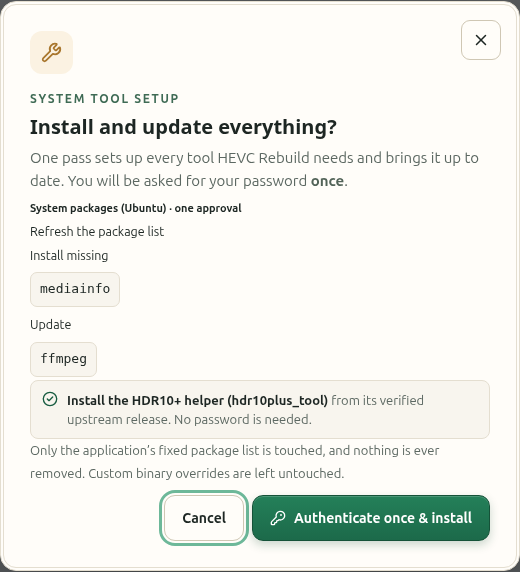 SYSTEM TOOL SETUP
Install and update everything?
One pass sets up every tool HEVC Rebuild needs and brings it up to
date. You will be asked for your password once.
System packages (Ubuntu) · one approval
Refresh the package list
Install missing
mediainfo
Update
ffmpeg
Install the HDR10+ helper (hdr10plus_tool) from its verified
upstream release. No password is needed.
Only the application’s fixed package list is touched, and nothing is ever
removed. Custom binary overrides are left untouched.
Cancel
Authenticate once & install